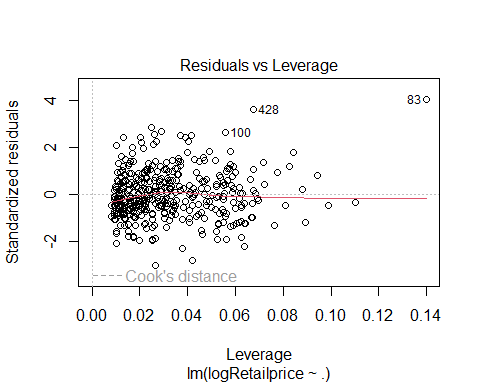 Residuals vs Leverage
Standardized residuals
4
2
0
-2
83
428
100
Cook's distance
0.00 0.02 0.04 0.06 0.08 0.10 0.12 0.14
Leverage
lm(logRetailprice ~ .)